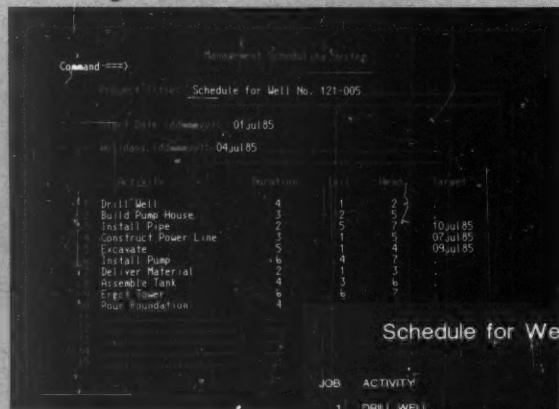 Management Scheduling System
Command ===>
Project Title: Schedule for Well No. 121-005
Start Date (ddmmmyy): 01jul85
Holidays (ddmmmyy): 04jul85
Activity Duration Tail Head Target
Drill Well 4 1 2
Build Pump House 3 2 5
Install Pipe 2 5 7 10jul85
Construct Power Line 3 1 5 07jul85
Excavate 5 1 4 09jul85
Install Pump 6 4 7
Deliver Material 2 1 3
Assemble Tank 4 3 6
Erect Tower 6 6 7
Pour Foundation 4
Schedule for We
JOB ACTIVITY
1 DRILL WELL